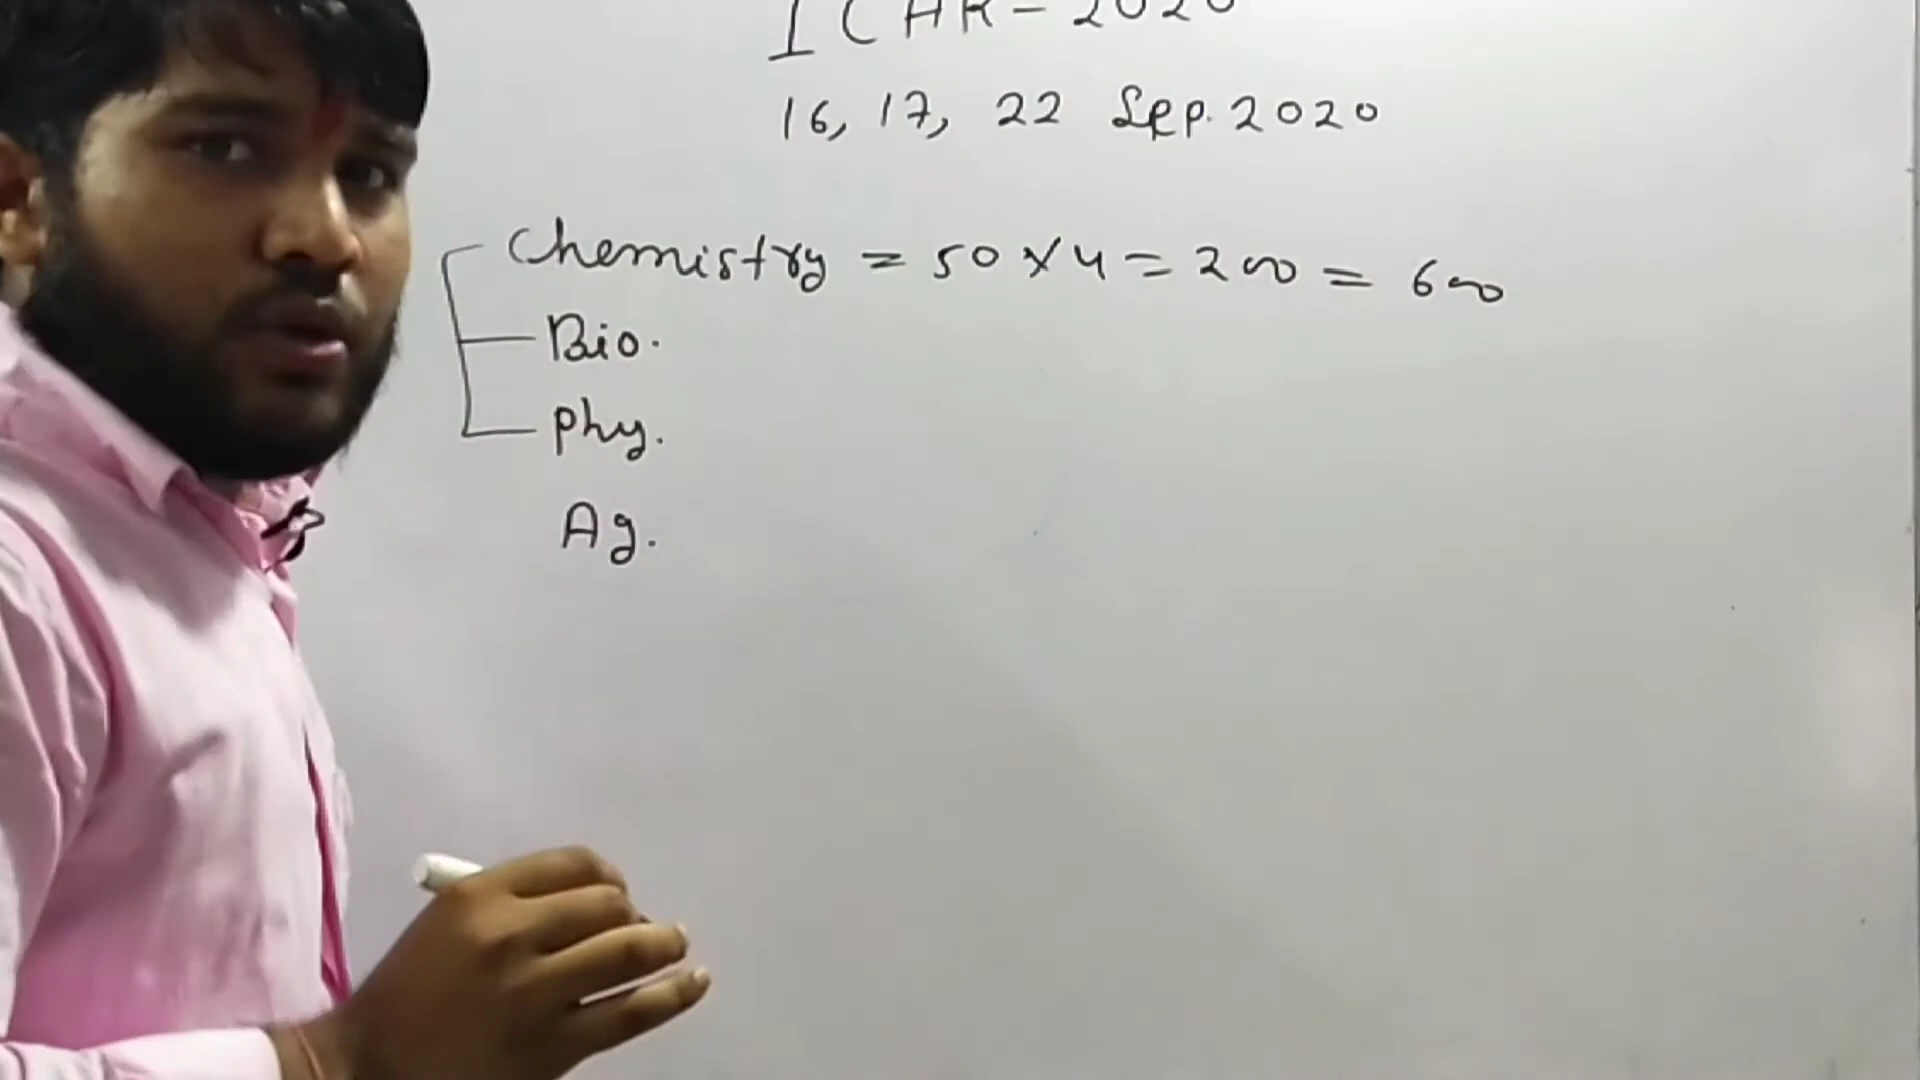 ICAR - 2020
16, 17, 22 Sep. 2020
Chemistry = 50 x 4 = 200 = 600
Bio.
Phy.
Ag.